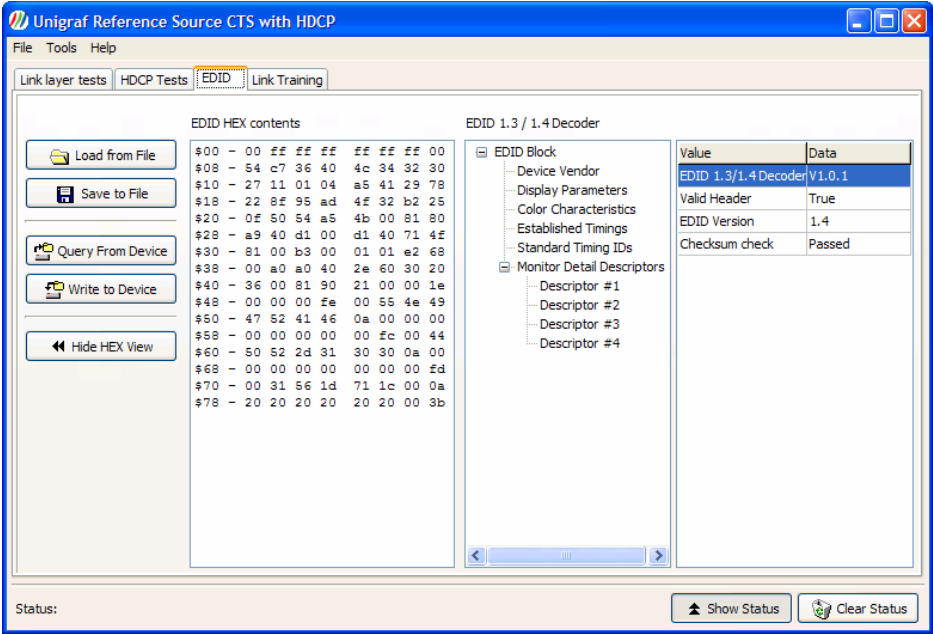 Unigraf Reference Source CTS with HDCP
File Tools Help
Link layer tests HDCP Tests EDID Link Training
EDID HEX contents
EDID 1.3 / 1.4 Decoder
Load from File
Save to File
Query From Device
Write to Device
Hide HEX View
$00 - 00 ff ff ff ff ff ff 00
$08 - 54 c7 36 40 4c 34 32 30
$10 - 27 11 01 04 a5 41 29 78
$18 - 22 8f 95 ad 4f 32 b2 25
$20 - 0f 50 54 a5 4b 00 81 80
$28 - a9 40 d1 00 d1 40 71 4f
$30 - 81 00 b3 00 01 01 e2 68
$38 - 00 a0 a0 40 2e 60 30 20
$40 - 36 00 81 90 21 00 00 1e
$48 - 00 00 00 fe 00 55 4e 49
$50 - 47 52 41 46 0a 00 00 00
$58 - 00 00 00 00 00 fc 00 44
$60 - 50 52 2d 31 30 30 0a 00
$68 - 00 00 00 00 00 00 00 fd
$70 - 00 31 56 1d 71 1c 00 0a
$78 - 20 20 20 20 20 20 00 3b
EDID Block
Device Vendor
Display Parameters
Color Characteristics
Established Timings
Standard Timing IDs
Monitor Detail Descriptors
Descriptor #1
Descriptor #2
Descriptor #3
Descriptor #4
Value Data
EDID 1.3/1.4 Decoder V1.0.1
Valid Header True
EDID Version 1.4
Checksum check Passed
Status:
Show Status
Clear Status